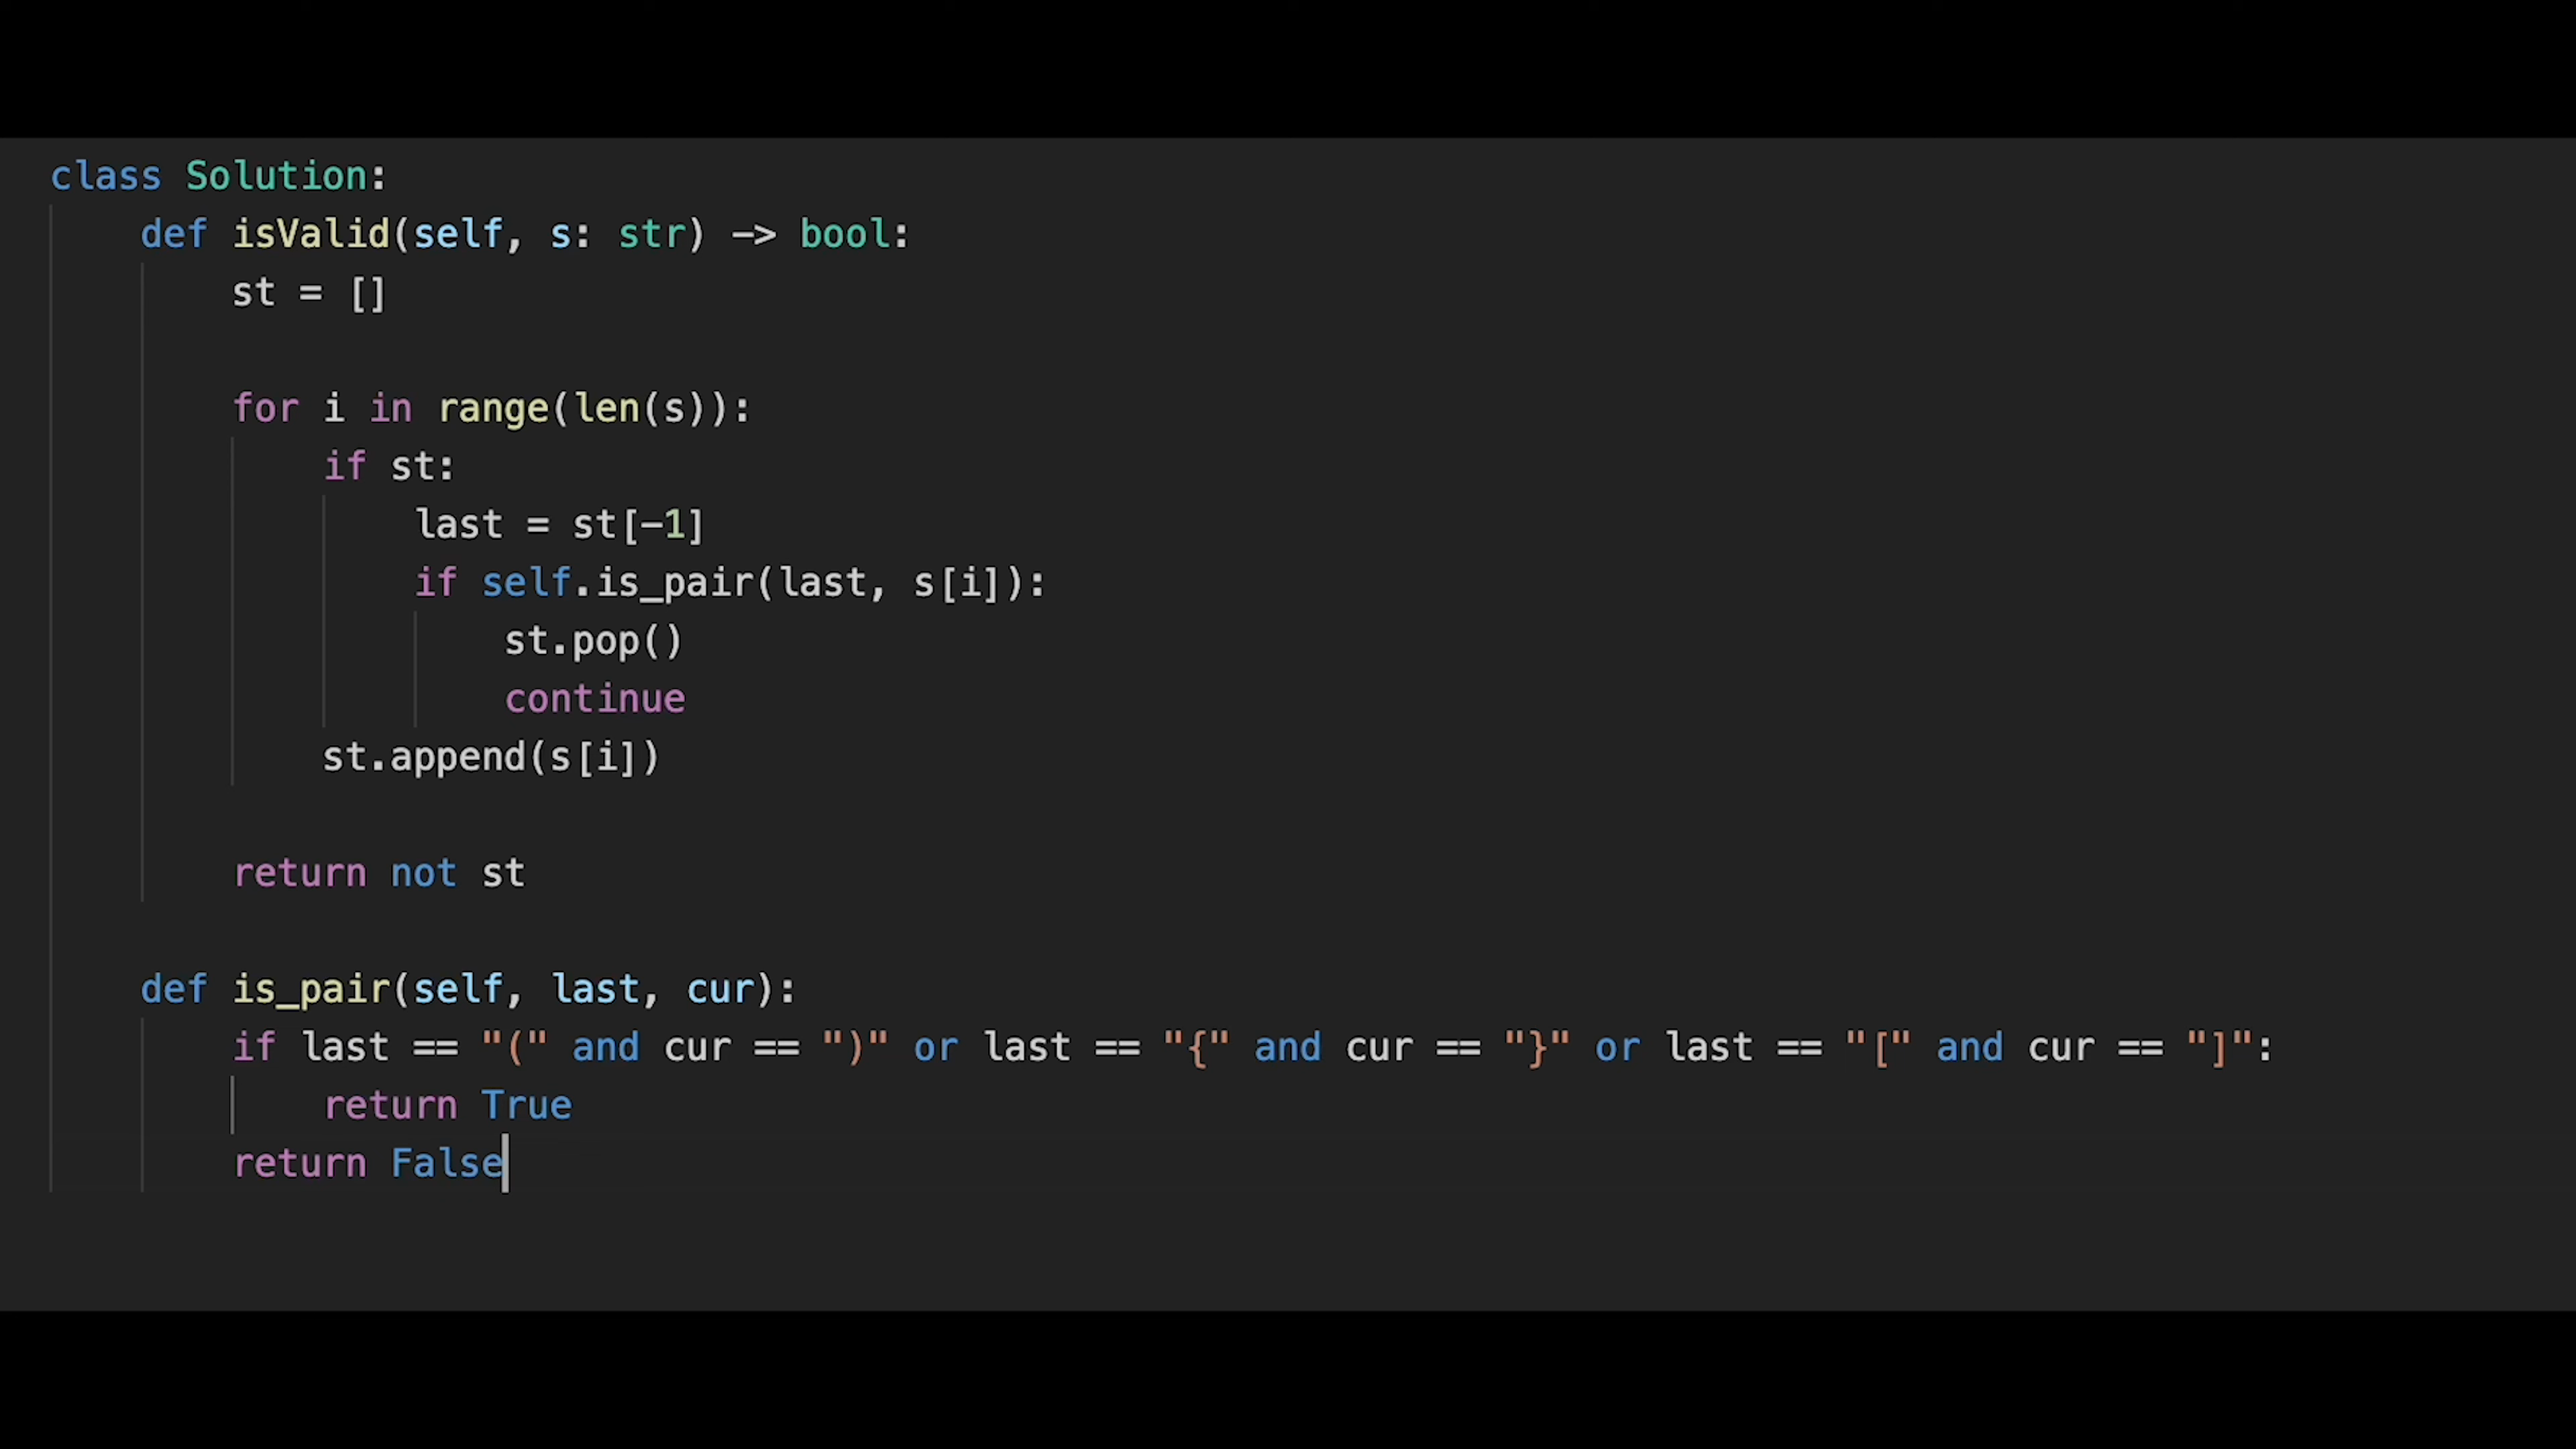 class Solution:
    def isValid(self, s: str) -> bool:
        st = []

        for i in range(len(s)):
            if st:
                last = st[-1]
                if self.is_pair(last, s[i]):
                    st.pop()
                    continue
            st.append(s[i])

        return not st

    def is_pair(self, last, cur):
        if last == "(" and cur == ")" or last == "{" and cur == "}" or last == "[" and cur == "]":
            return True
        return False